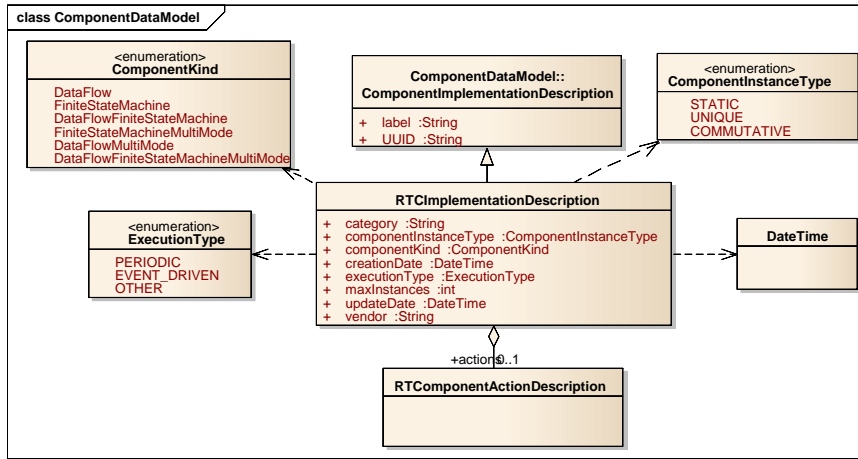 class ComponentDataModel
<enumeration>
ComponentKind
DataFlow
FiniteStateMachine
DataFlowFiniteStateMachine
FiniteStateMachineMultiMode
DataFlowMultiMode
DataFlowFiniteStateMachineMultiMode
ComponentDataModel::
ComponentImplementationDescription
+ label :String
+ UUID :String
<enumeration>
ComponentInstanceType
STATIC
UNIQUE
COMMUTATIVE
<enumeration>
ExecutionType
PERIODIC
EVENT_DRIVEN
OTHER
RTCImplementationDescription
+ category :String
+ componentInstanceType :ComponentInstanceType
+ componentKind :ComponentKind
+ creationDate :DateTime
+ executionType :ExecutionType
+ maxInstances :int
+ updateDate :DateTime
+ vendor :String
DateTime
+actions 0..1
RTComponentActionDescription